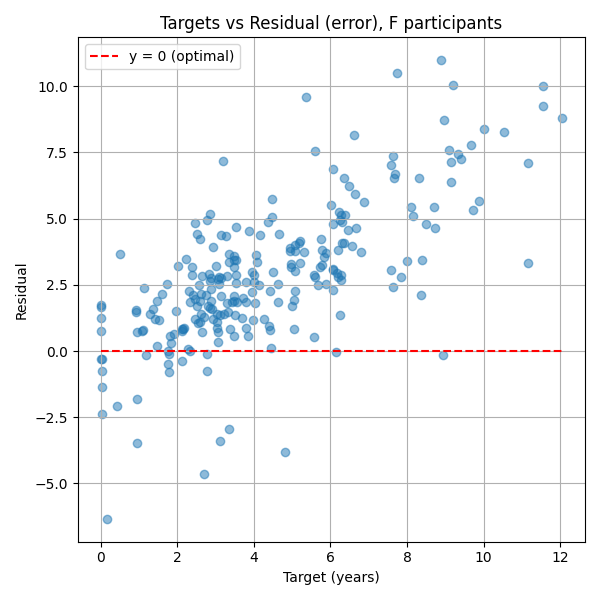 Targets vs Residual (error), F participants
y = 0 (optimal)
Residual
10.0
7.5
5.0
2.5
0.0
−2.5
−5.0
0 2 4 6 8 10 12
Target (years)